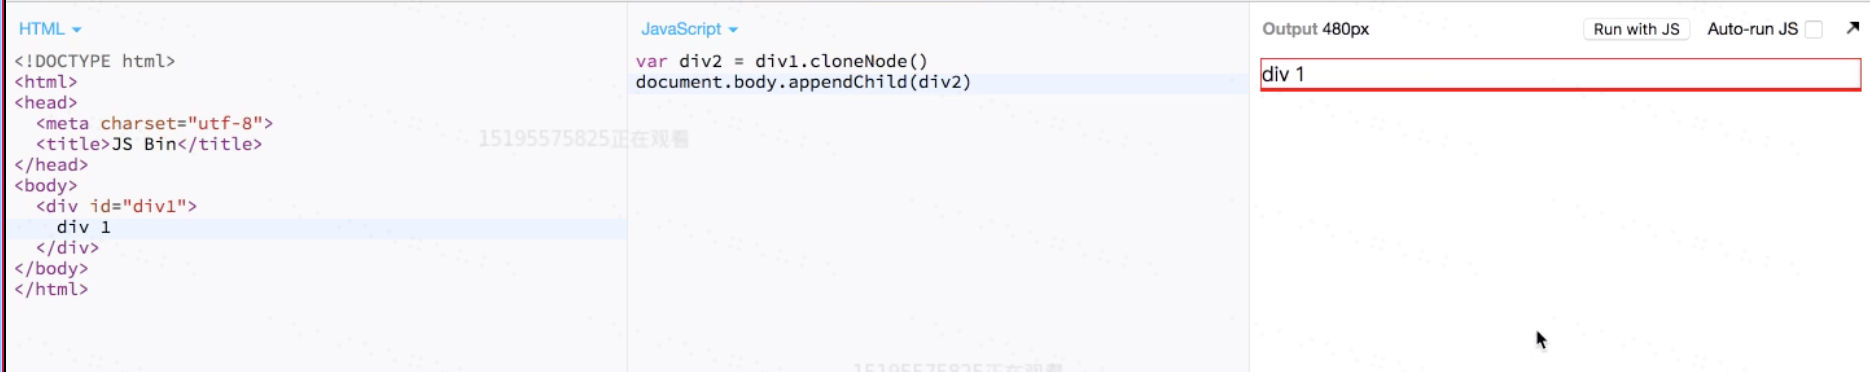 HTML
<!DOCTYPE html>
<html>
<head>
  <meta charset="utf-8">
  <title>JS Bin</title>
</head>
<body>
  <div id="div1">
    div 1
  </div>
</body>
</html>
JavaScript
var div2 = div1.cloneNode()
document.body.appendChild(div2)
15195575825正在观看
15195575825正在观看
Output 480px
Run with JS
Auto-run JS
div 1